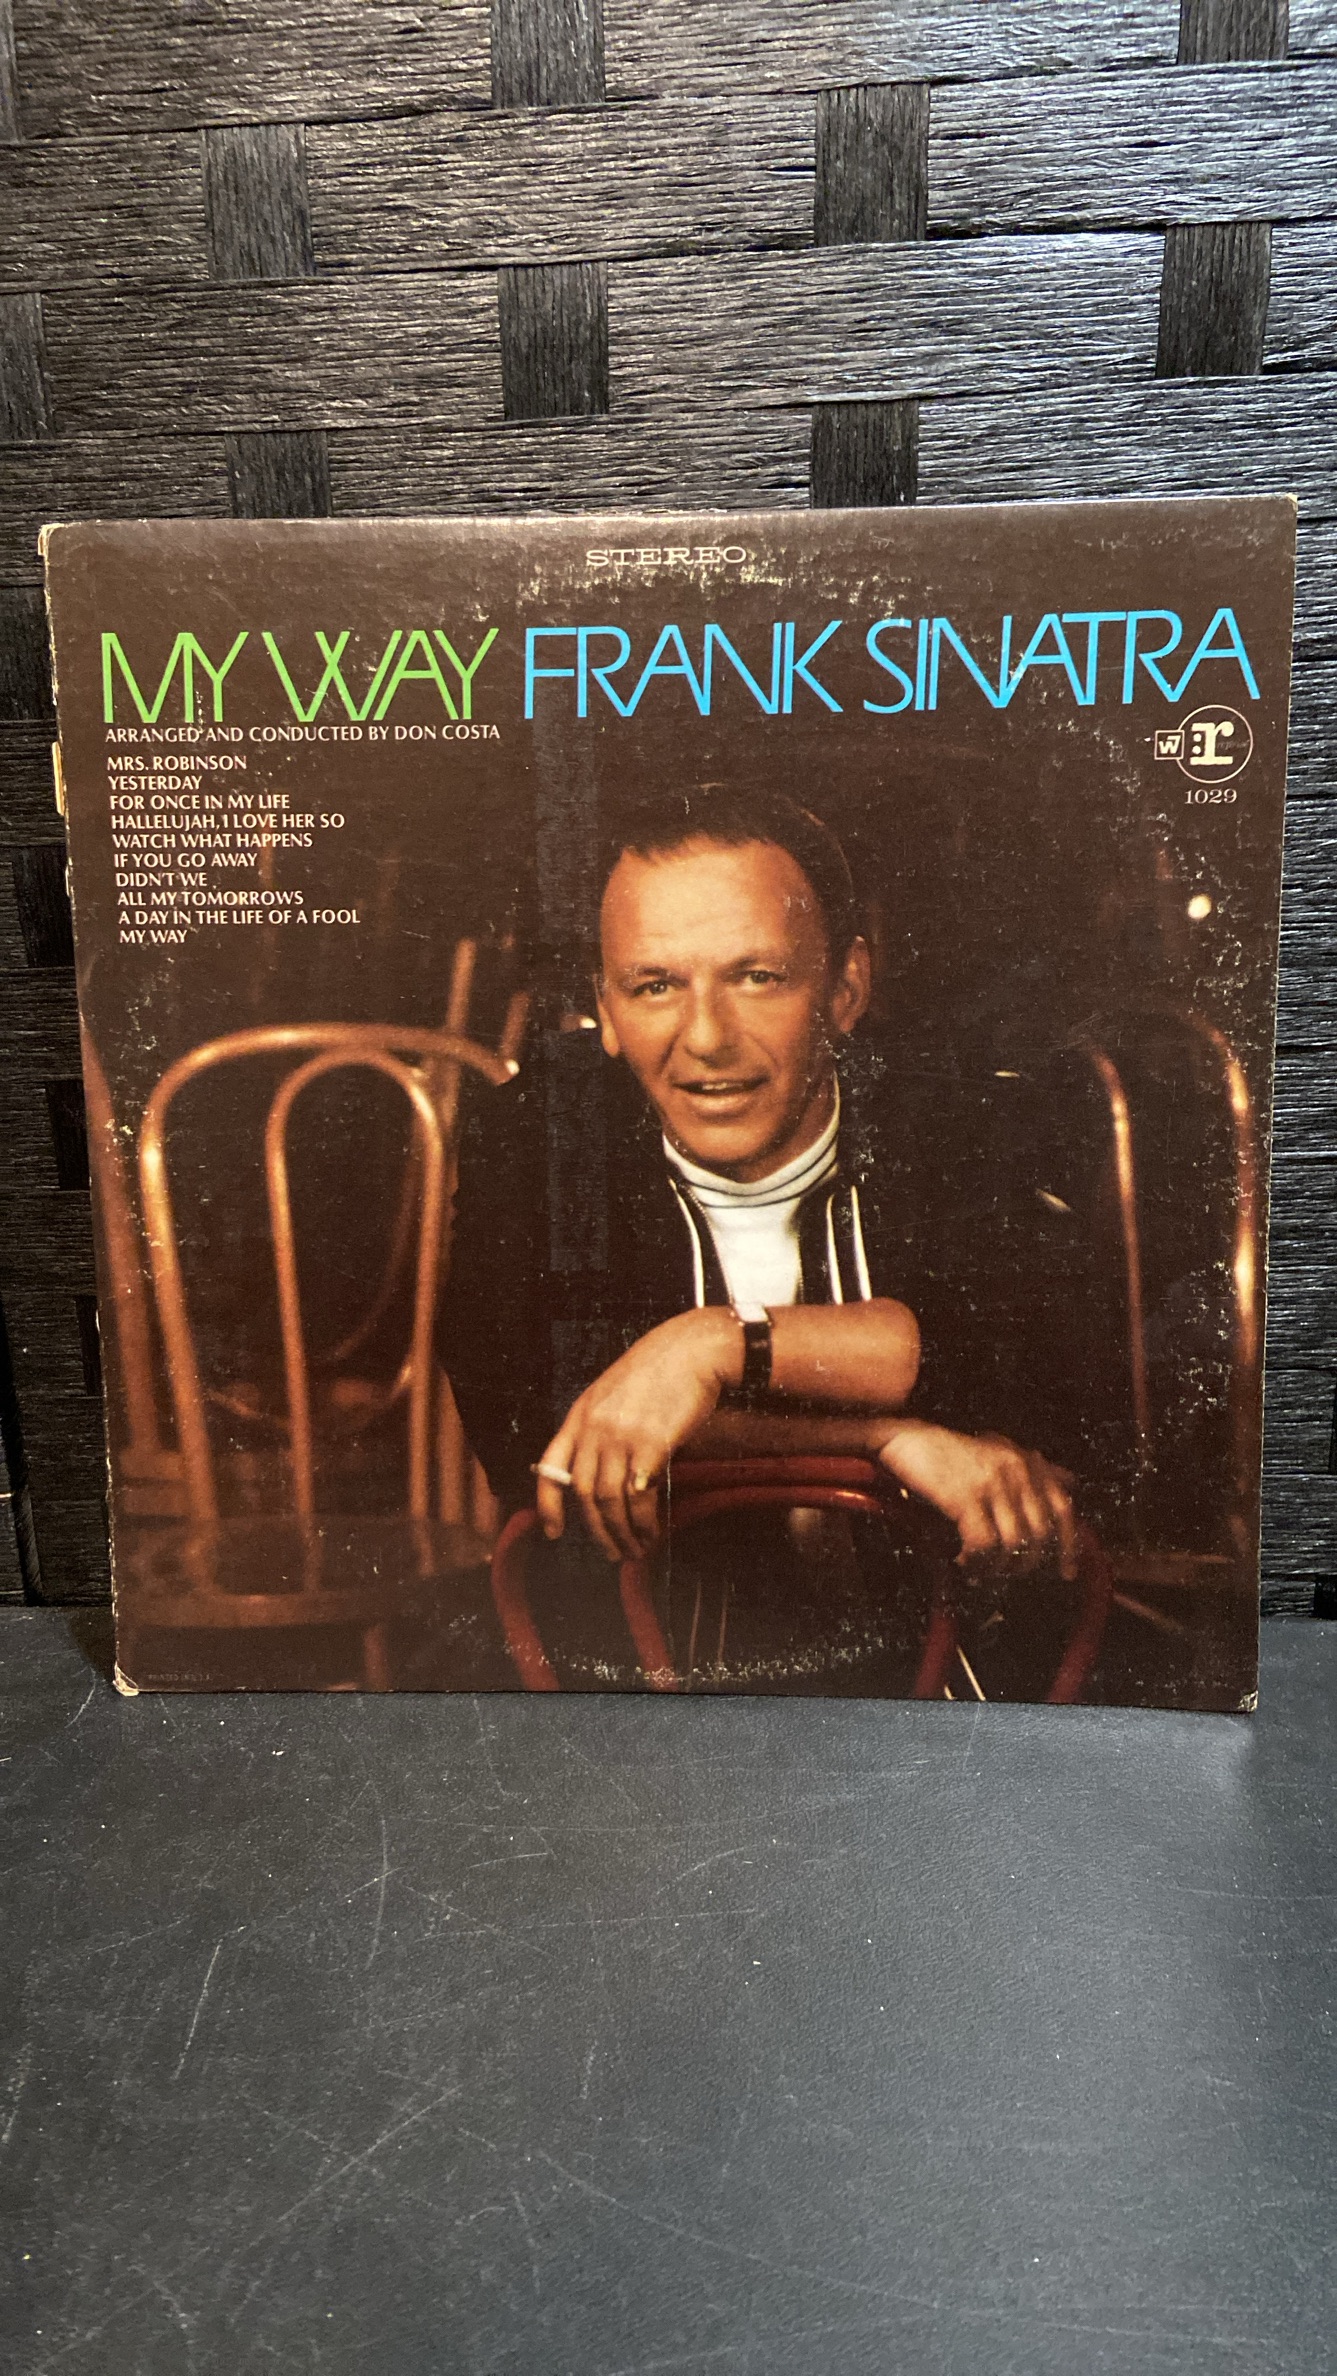 STEREO
MY WAY FRANK SINATRA
ARRANGED AND CONDUCTED BY DON COSTA
MRS. ROBINSON
YESTERDAY
FOR ONCE IN MY LIFE
HALLELUJAH, I LOVE HER SO
WATCH WHAT HAPPENS
IF YOU GO AWAY
DIDN'T WE
ALL MY TOMORROWS
A DAY IN THE LIFE OF A FOOL
MY WAY
W7 :r
1029